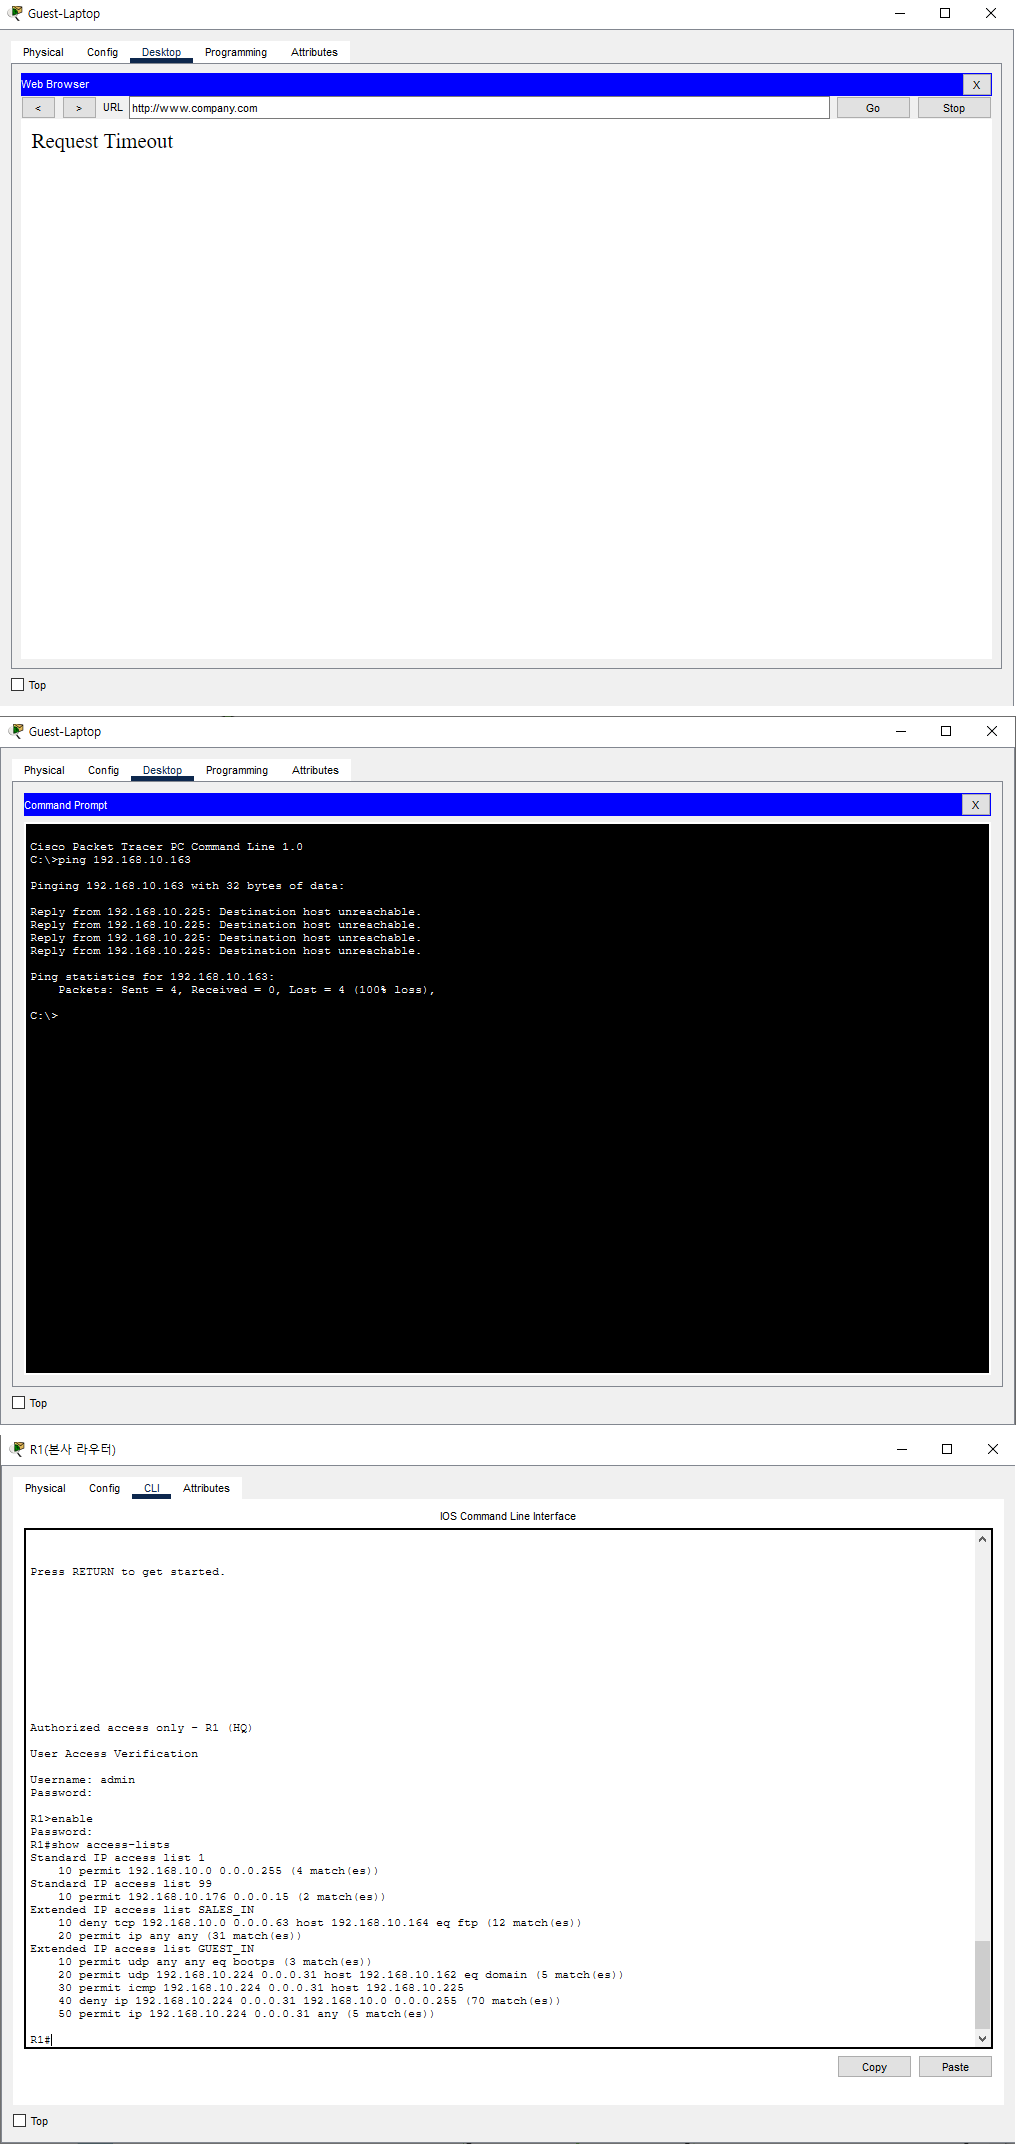 Guest-Laptop
Physical Config Desktop Programming Attributes
Web Browser X
< > URL http://www.company.com Go Stop
Request Timeout
Top
Guest-Laptop
Physical Config Desktop Programming Attributes
Command Prompt X
Cisco Packet Tracer PC Command Line 1.0
C:\>ping 192.168.10.163
Pinging 192.168.10.163 with 32 bytes of data:
Reply from 192.168.10.225: Destination host unreachable.
Reply from 192.168.10.225: Destination host unreachable.
Reply from 192.168.10.225: Destination host unreachable.
Reply from 192.168.10.225: Destination host unreachable.
Ping statistics for 192.168.10.163:
Packets: Sent = 4, Received = 0, Lost = 4 (100% loss),
C:\>
Top
R1(본사 라우터)
Physical Config CLI Attributes
IOS Command Line Interface
Press RETURN to get started.
Authorized access only - R1 (HQ)
User Access Verification
Username: admin
Password:
R1>enable
Password:
R1#show access-lists
Standard IP access list 1
10 permit 192.168.10.0 0.0.0.255 (4 match(es))
Standard IP access list 99
10 permit 192.168.10.176 0.0.0.15 (2 match(es))
Extended IP access list SALES_IN
10 deny tcp 192.168.10.0 0.0.0.63 host 192.168.10.164 eq ftp (12 match(es))
20 permit ip any any (31 match(es))
Extended IP access list GUEST_IN
10 permit udp any any eq bootps (3 match(es))
20 permit udp 192.168.10.224 0.0.0.31 host 192.168.10.162 eq domain (5 match(es))
30 permit icmp 192.168.10.224 0.0.0.31 host 192.168.10.225
40 deny ip 192.168.10.224 0.0.0.31 192.168.10.0 0.0.0.255 (70 match(es))
50 permit ip 192.168.10.224 0.0.0.31 any (5 match(es))
R1#
Copy Paste
Top